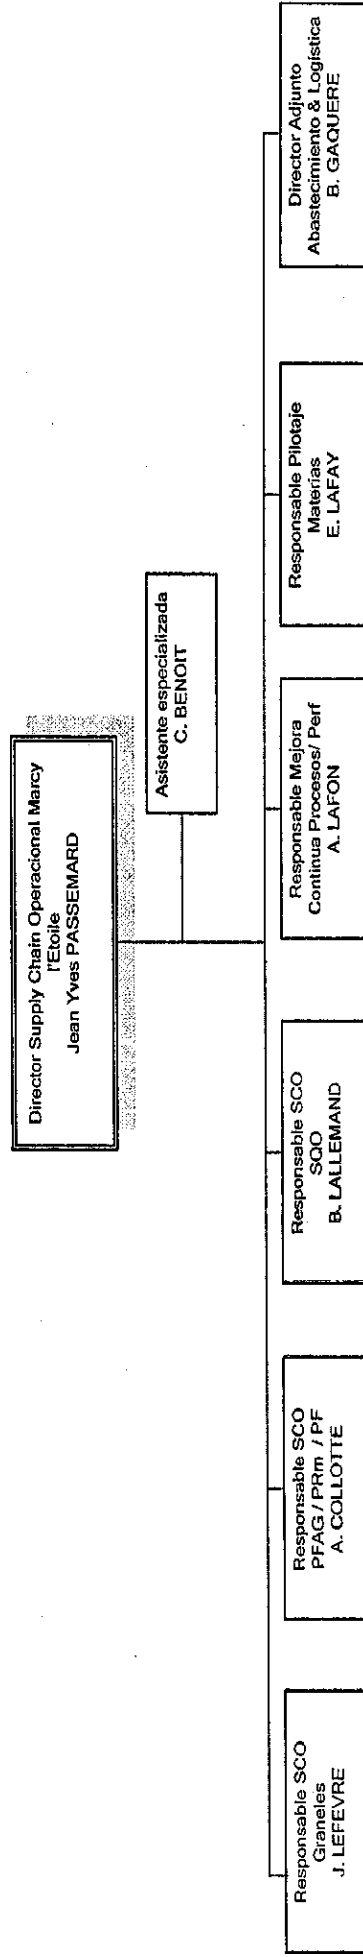 Director Supply Chain Operacional Marcy
l'Etoile
Jean Yves PASSEMARD
Asistente especializada
C. BENOIT
Responsable SCO
Graneles
J. LEFEVRE
Responsable SCO
PFAG / PRm / PF
A. COLLOTTE
Responsable SCO
SQO
B. LALLEMAND
Responsable Mejora
Continua Procesos/ Perf
A. LAFON
Responsable Pilotaje
Materias
E. LAFAY
Director Adjunto
Abastecimiento & Logística
B. GAQUERE